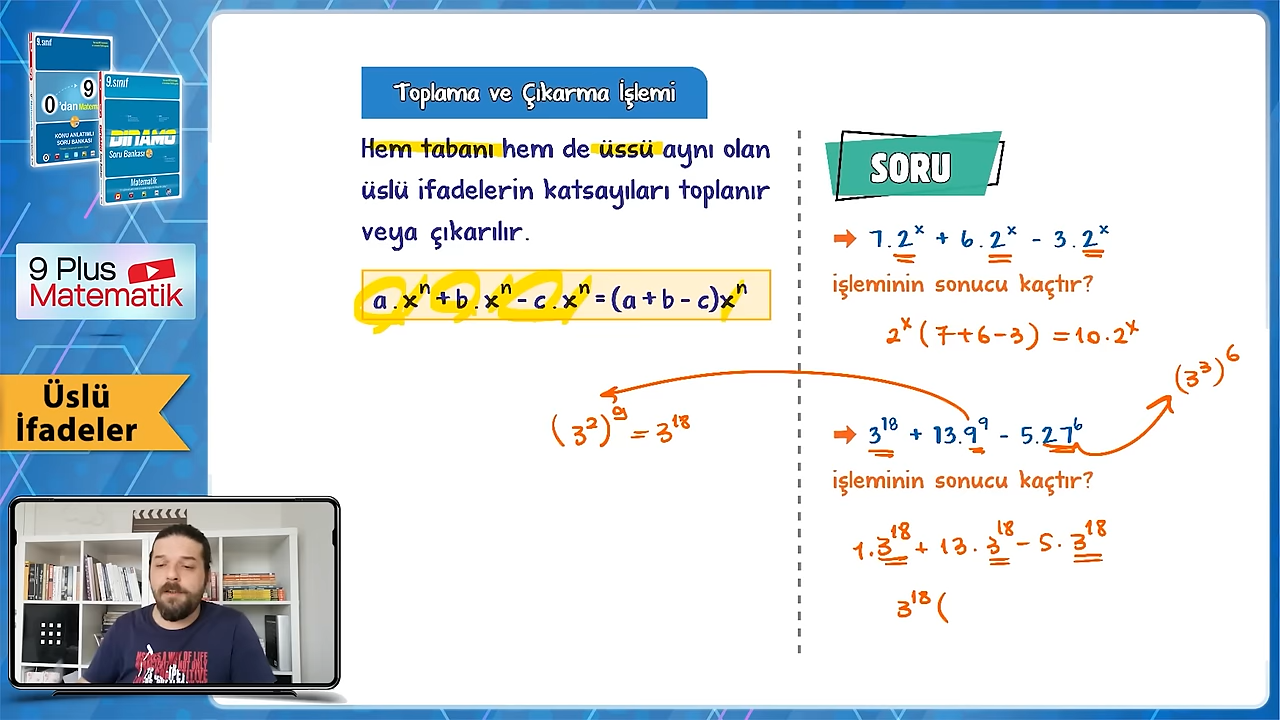 9.sınıf
0'dan 9 Matem
KONU ANLATIMLI
SORU BANKASI
9.sınıf
DİNAMO
Soru Bankası
Matematik
9 Plus
Matematik
Üslü
İfadeler
Toplama ve Çıkarma İşlemi
Hem tabanı hem de üssü aynı olan
üslü ifadelerin katsayıları toplanır
veya çıkarılır.
a.xⁿ + b.xⁿ - c.xⁿ = (a + b - c)xⁿ
(3²)⁹ = 3¹⁸
SORU
7.2ˣ + 6.2ˣ - 3.2ˣ
işleminin sonucu kaçtır?
2ˣ(7+6-3) = 10.2ˣ
(3³)⁶
3¹⁸ + 13.9⁹ - 5.27⁶
işleminin sonucu kaçtır?
1.3¹⁸ + 13.3¹⁸ - 5.3¹⁸
3¹⁸(